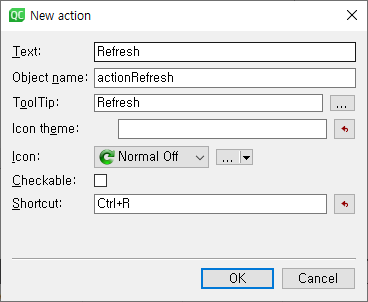 QC New action
Text: Refresh
Object name: actionRefresh
ToolTip: Refresh ...
Icon theme:
Icon: Normal Off ...
Checkable:
Shortcut: Ctrl+R
OK Cancel